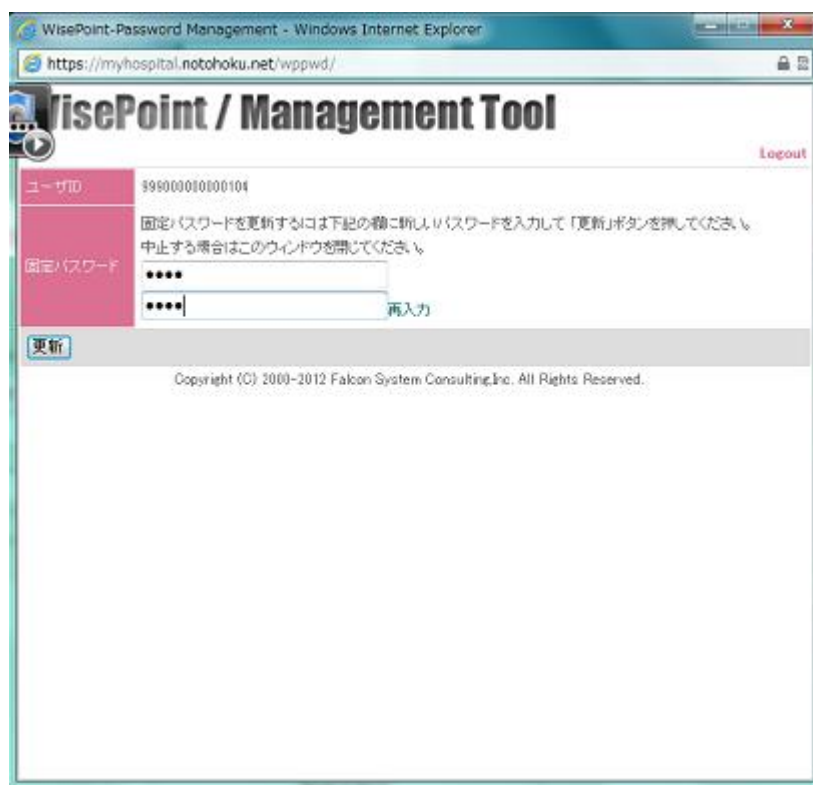 WisePoint-Password Management - Windows Internet Explorer
https://myhospital.notohoku.net/wppwd/
isePoint / Management Tool
Logout
ユーザID 999000000000104
固定パスワードを更新するには下記の欄に新しいパスワードを入力して「更新」ボタンを押してください。
中止する場合はこのウィンドウを閉じてください。
固定パスワード
••••
••••
再入力
更新
Copyright (C) 2000-2012 Falcon System Consulting,Inc. All Rights Reserved.